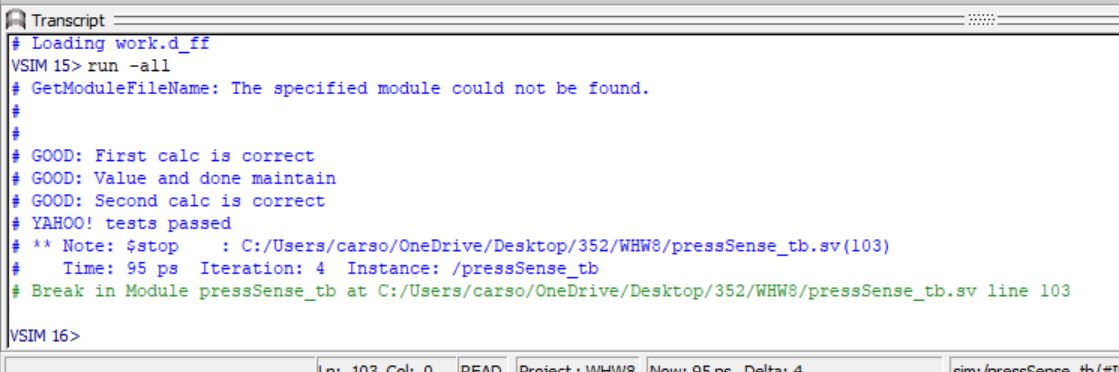 Transcript
# Loading work.d_ff
VSIM 15> run -all
# GetModuleFileName: The specified module could not be found.
#
#
# GOOD: First calc is correct
# GOOD: Value and done maintain
# GOOD: Second calc is correct
# YAHOO! tests passed
# ** Note: $stop    : C:/Users/carso/OneDrive/Desktop/352/WHW8/pressSense_tb.sv(103)
#    Time: 95 ps  Iteration: 4  Instance: /pressSense_tb
# Break in Module pressSense_tb at C:/Users/carso/OneDrive/Desktop/352/WHW8/pressSense_tb.sv line 103
VSIM 16>
Ln: 103 Col: 0 READ Project : WHW8 Now: 95 ps Delta: 4 sim:/pressSense_tb/